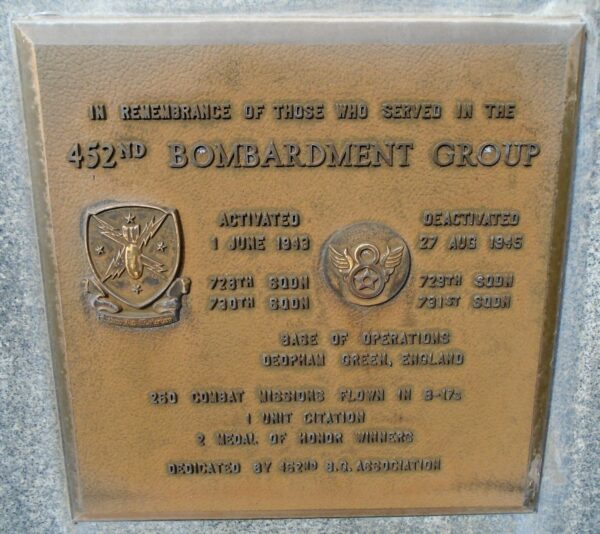 IN REMEMBRANCE OF THOSE WHO SERVED IN THE
452ND BOMBARDMENT GROUP
ACTIVATED
1 JUNE 1943
DEACTIVATED
27 AUG 1945
728TH SQDN
729TH SQDN
730TH SQDN
731ST SQDN
BASE OF OPERATIONS
DEOPHAM GREEN, ENGLAND
250 COMBAT MISSIONS FLOWN IN B-17s
1 UNIT CITATION
2 MEDAL OF HONOR WINNERS
DEDICATED BY 452ND B.G. ASSOCIATION